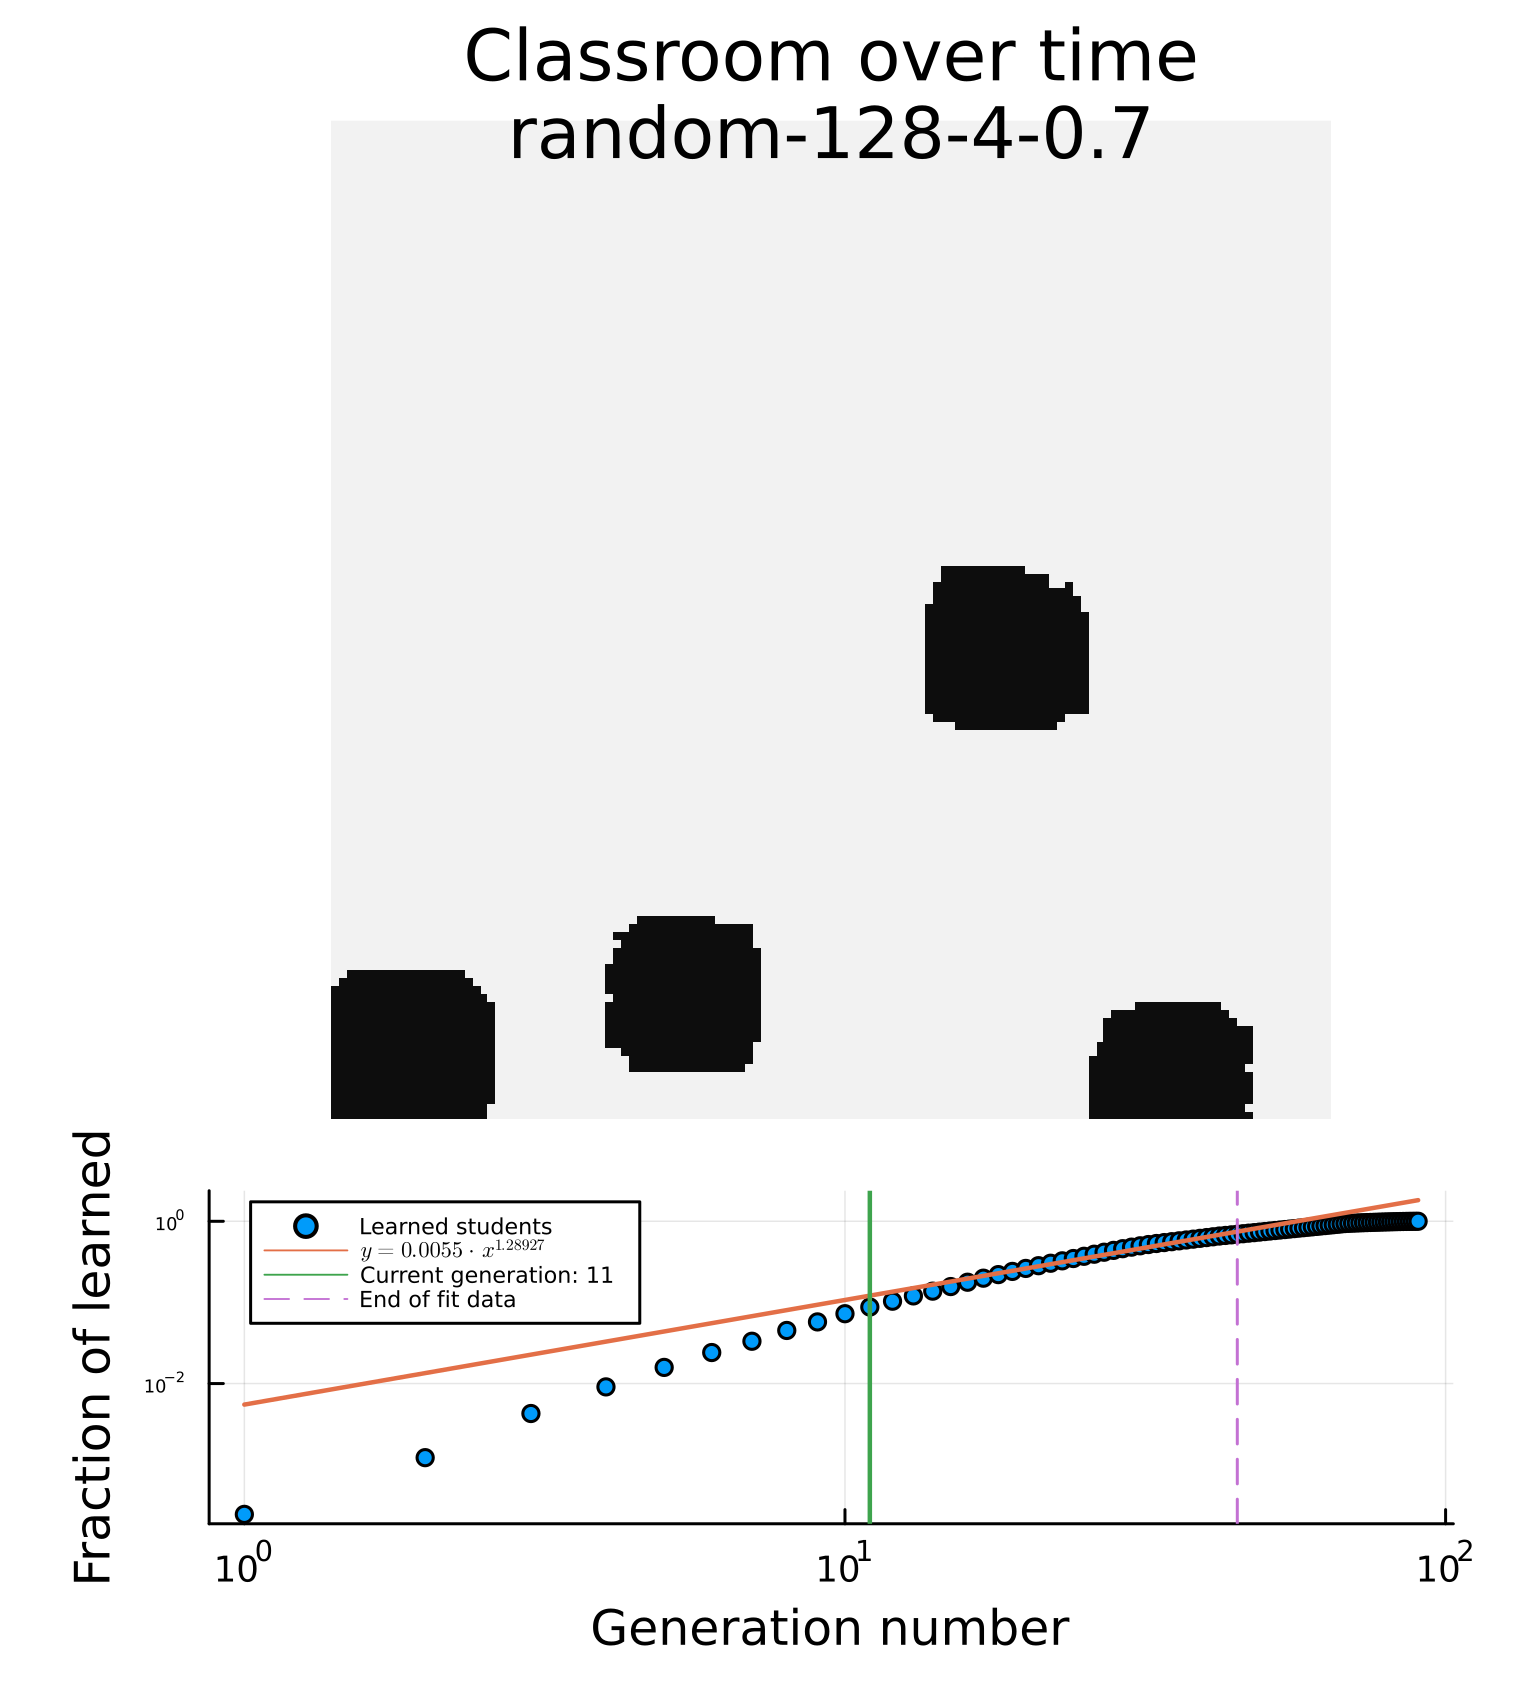 Classroom over time
random-128-4-0.7
Fraction of learned
10^0
10^-2
Learned students
y = 0.0055 · x^1.28927
Current generation: 11
End of fit data
10^0 10^1 10^2
Generation number